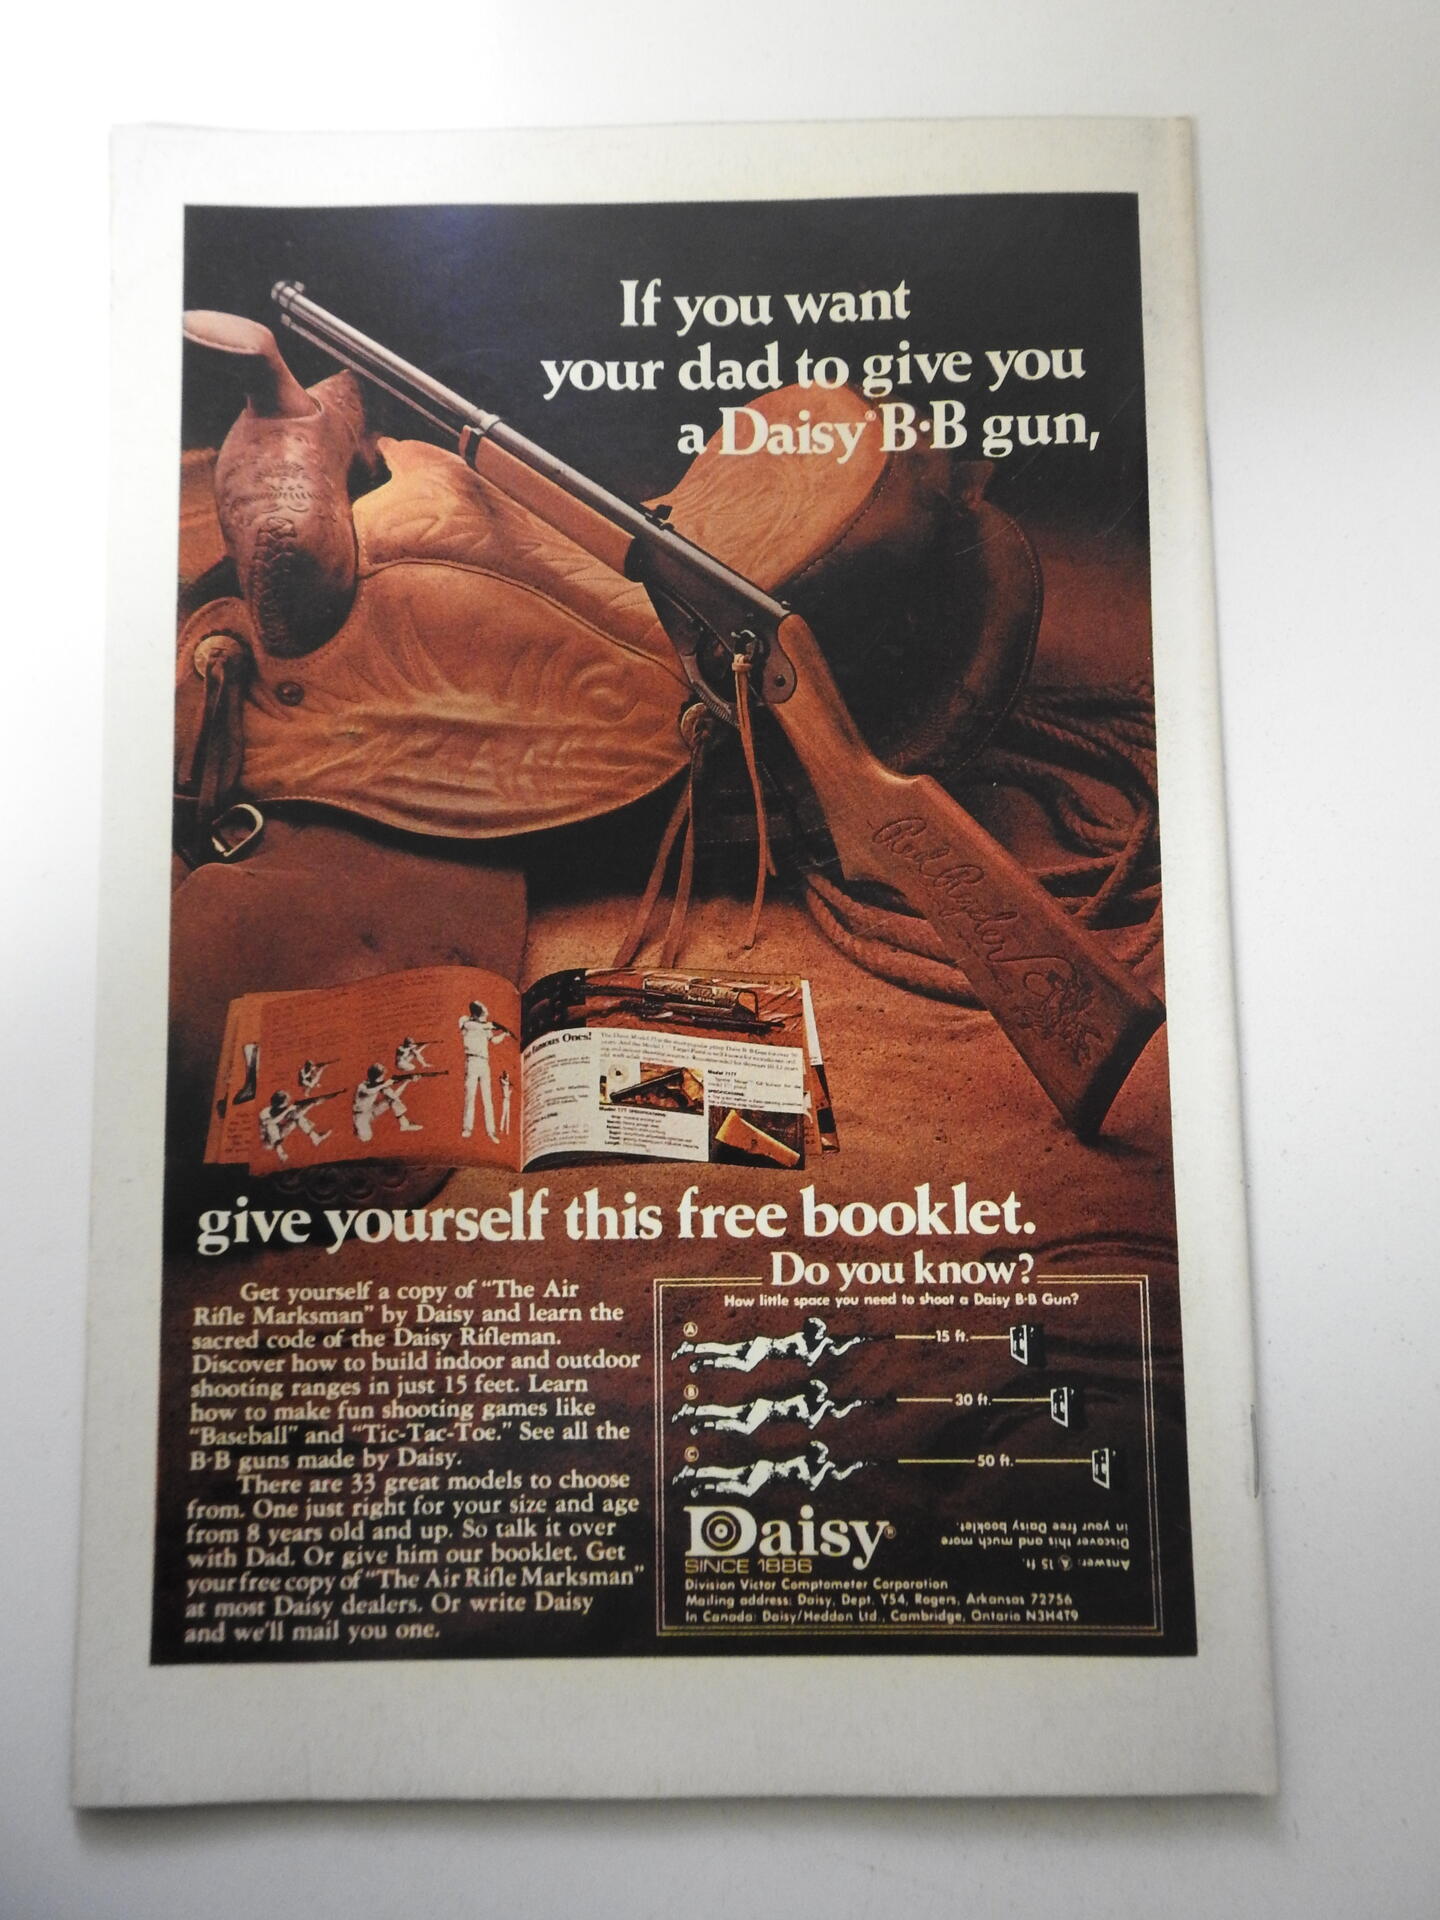 If you want
your dad to give you
a Daisy® B·B gun,
Red Ryder
Famous Ones!
Model 717T
give yourself this free booklet.
Get yourself a copy of “The Air
Rifle Marksman” by Daisy and learn the
sacred code of the Daisy Rifleman.
Discover how to build indoor and outdoor
shooting ranges in just 15 feet. Learn
how to make fun shooting games like
“Baseball” and “Tic-Tac-Toe.” See all the
B·B guns made by Daisy.
There are 33 great models to choose
from. One just right for your size and age
from 8 years old and up. So talk it over
with Dad. Or give him our booklet. Get
your free copy of “The Air Rifle Marksman”
at most Daisy dealers. Or write Daisy
and we'll mail you one.
Do you know?
How little space you need to shoot a Daisy B·B Gun?
A 15 ft.
B 30 ft.
C 50 ft.
Daisy®
SINCE 1886
Answer: A 15 ft.
Discover this and much more
in your free Daisy booklet.
Division Victor Comptometer Corporation
Mailing address: Daisy, Dept. Y54, Rogers, Arkansas 72756
In Canada: Daisy/Heddon Ltd., Cambridge, Ontario N3H4T9